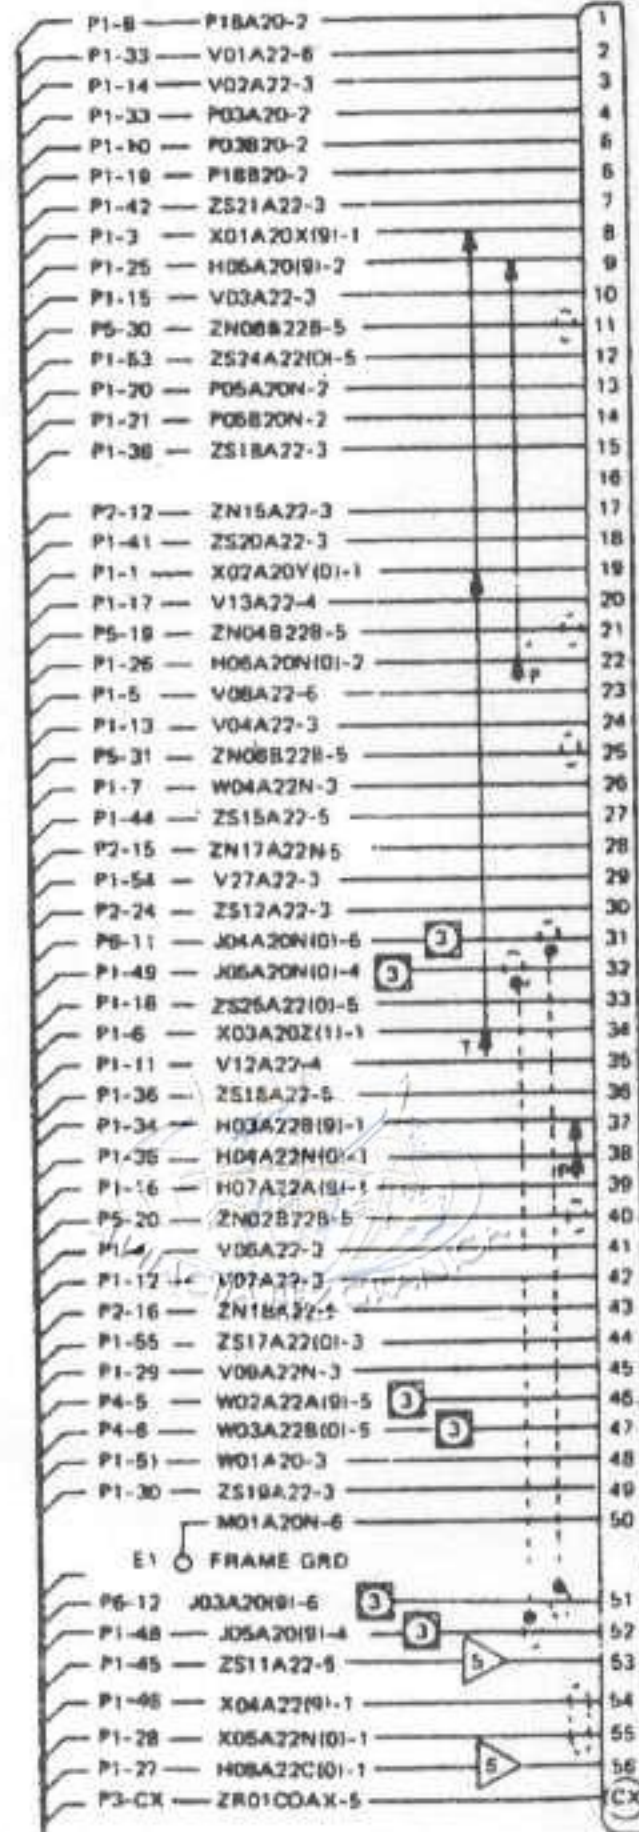 P1-8 P18A20-2 1
P1-33 V01A22-6 2
P1-14 V02A22-3 3
P1-33 P03A20-2 4
P1-10 P03B20-2 5
P1-19 P18B20-2 6
P1-42 ZS21A22-3 7
P1-3 X01A20X(9)-1 8
P1-25 H06A20(9)-2 9
P1-15 V03A22-3 10
P5-30 ZN08B22B-5 11
P1-53 ZS24A22(0)-5 12
P1-20 P05A20N-2 13
P1-21 P05B20N-2 14
P1-38 ZS18A22-3 15
16
P2-12 ZN15A22-3 17
P1-41 ZS20A22-3 18
P1-1 X02A20Y(0)-1 19
P1-17 V13A22-4 20
P5-19 ZN04B22B-5 21
P1-26 H06A20N(0)-2 22
P
P1-5 V08A22-6 23
P1-13 V04A22-3 24
P5-31 ZN06B22B-5 25
P1-7 W04A22N-3 26
P1-44 ZS15A22-5 27
P2-15 ZN17A22N-5 28
P1-54 V27A22-3 29
P2-24 ZS12A22-3 30
P6-11 J04A20N(0)-6 3 31
P1-49 J05A20N(0)-4 3 32
P1-18 ZS25A22(0)-5 33
P1-6 X03A20Z(1)-1 34
T
P1-11 V12A22-4 35
P1-36 ZS16A22-5 36
P1-34 H03A22B(9)-1 37
P1-35 H04A22N(0)-1 38
P1-16 H07A22A(9)-1 39
P5-20 ZN02B22B-5 40
V06A22-3 41
P1-12 V07A22-3 42
P2-16 ZN18A22-5 43
P1-55 ZS17A22(0)-3 44
P1-29 V09A22N-3 45
P4-5 W02A22A(9)-5 3 46
P4-6 W03A22B(0)-5 3 47
P1-51 W01A20-3 48
P1-30 ZS19A22-3 49
M01A20N-6 50
E1 FRAME GRD
P6-12 J03A20(9)-6 3 51
P1-48 J05A20(9)-4 3 52
P1-45 ZS11A22-5 5 53
P1-46 X04A22(9)-1 54
P1-28 X05A22N(0)-1 55
P1-27 H08A22C(0)-1 5 56
P3-CX ZR01COAX-5 CX